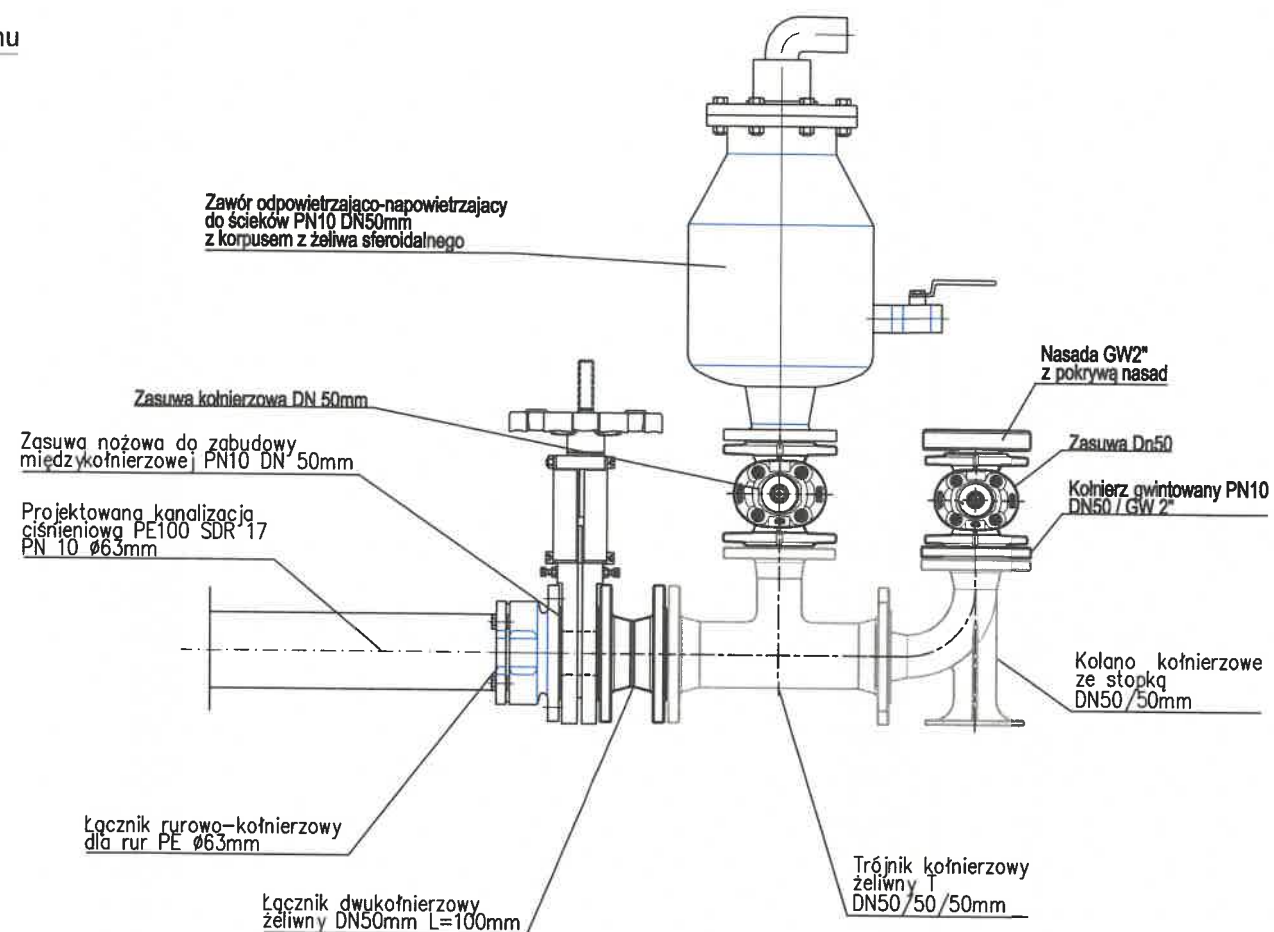 nu
Zawór odpowietrzająco-napowietrzajacy
do ścieków PN10 DN50mm
z korpusem z żeliwa sferoidalnego
Nasada GW2"
z pokrywą nasad
Zasuwa kołnierzowa DN 50mm
Zasuwa Dn50
Zasuwa nożowa do zabudowy
międzykołnierzowej PN10 DN 50mm
Kołnierz gwintowany PN10
DN50 / GW 2"
Projektowana kanalizacja
ciśnieniowa PE100 SDR 17
PN 10 Ø63mm
Kolano kołnierzowe
ze stopką
DN50/50mm
Łącznik rurowo-kołnierzowy
dla rur PE Ø63mm
Trójnik kołnierzowy
żeliwny T
DN50/50/50mm
Łącznik dwukołnierzowy
żeliwny DN50mm L=100mm